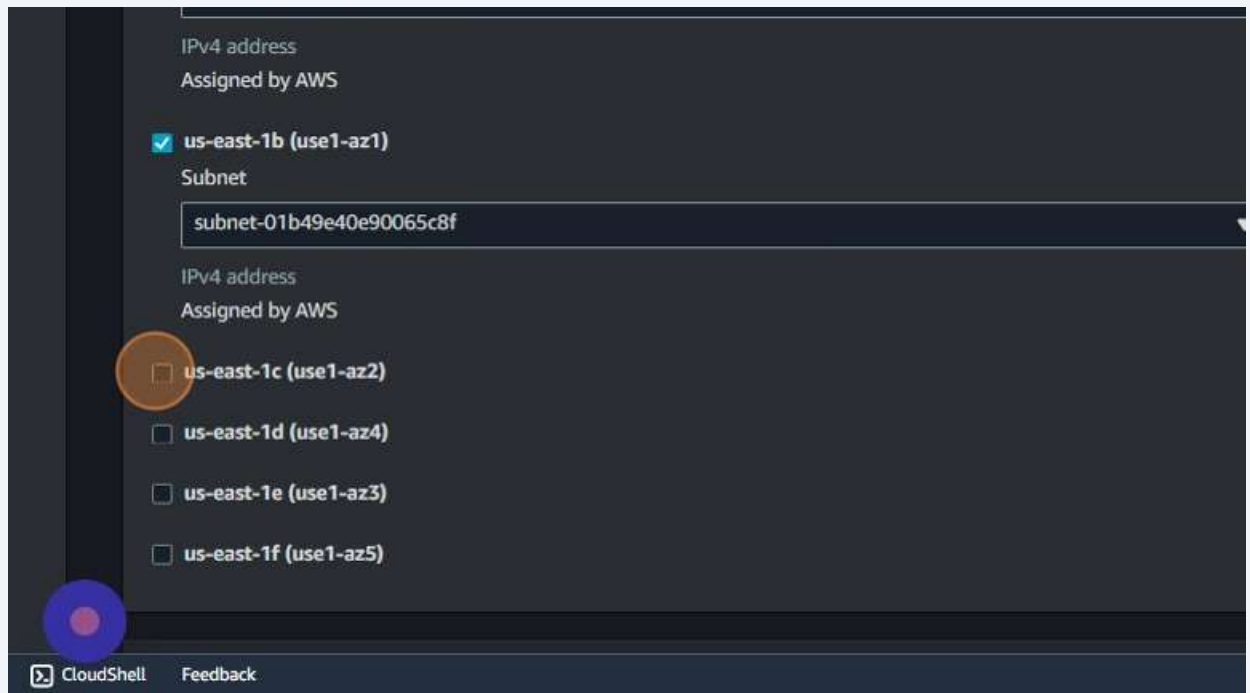 IPv4 address
Assigned by AWS
us-east-1b (use1-az1)
Subnet
subnet-01b49e40e90065c8f
IPv4 address
Assigned by AWS
us-east-1c (use1-az2)
us-east-1d (use1-az4)
us-east-1e (use1-az3)
us-east-1f (use1-az5)
CloudShell Feedback